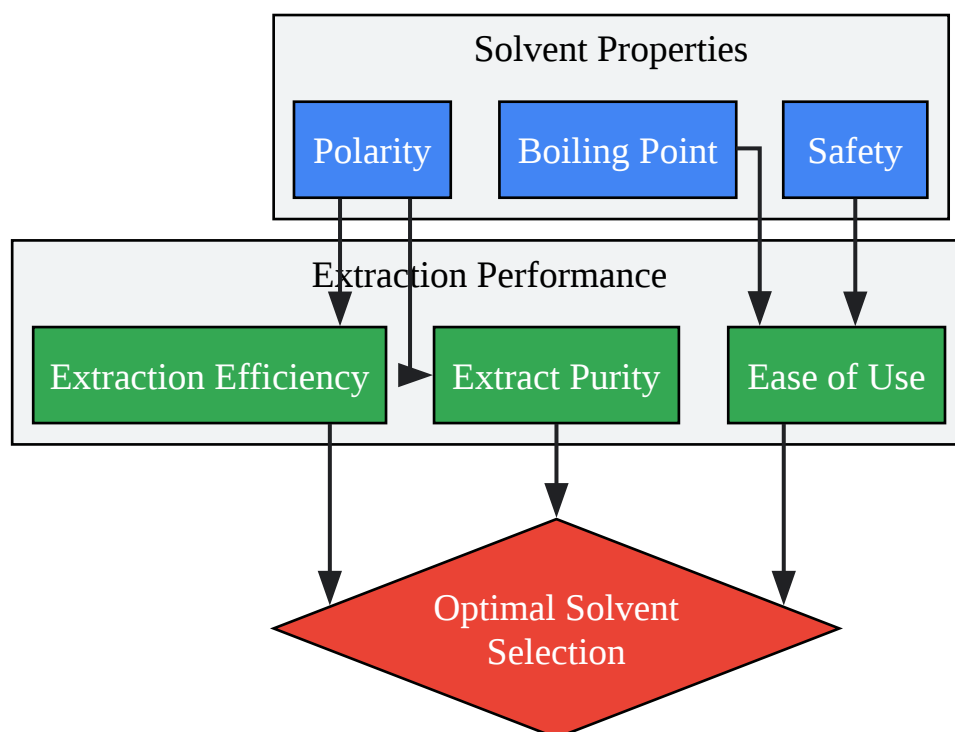 Solvent Properties
Polarity
Boiling Point
Safety
Extraction Performance
Extraction Efficiency
Extract Purity
Ease of Use
Optimal Solvent
Selection